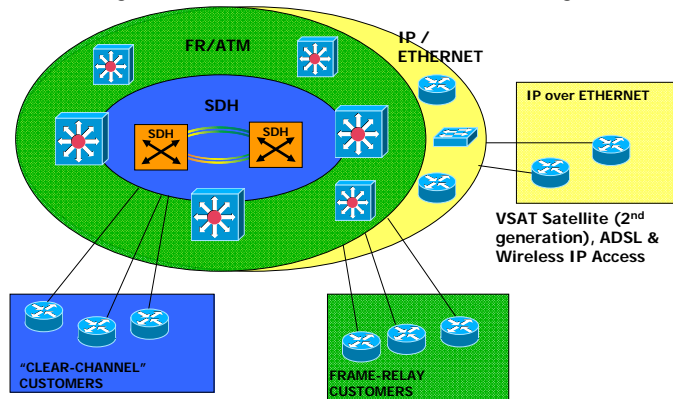 FR/ATM
IP /
ETHERNET
SDH
SDH
SDH
IP over ETHERNET
VSAT Satellite (2nd
generation), ADSL &
Wireless IP Access
“CLEAR-CHANNEL”
CUSTOMERS
FRAME-RELAY
CUSTOMERS